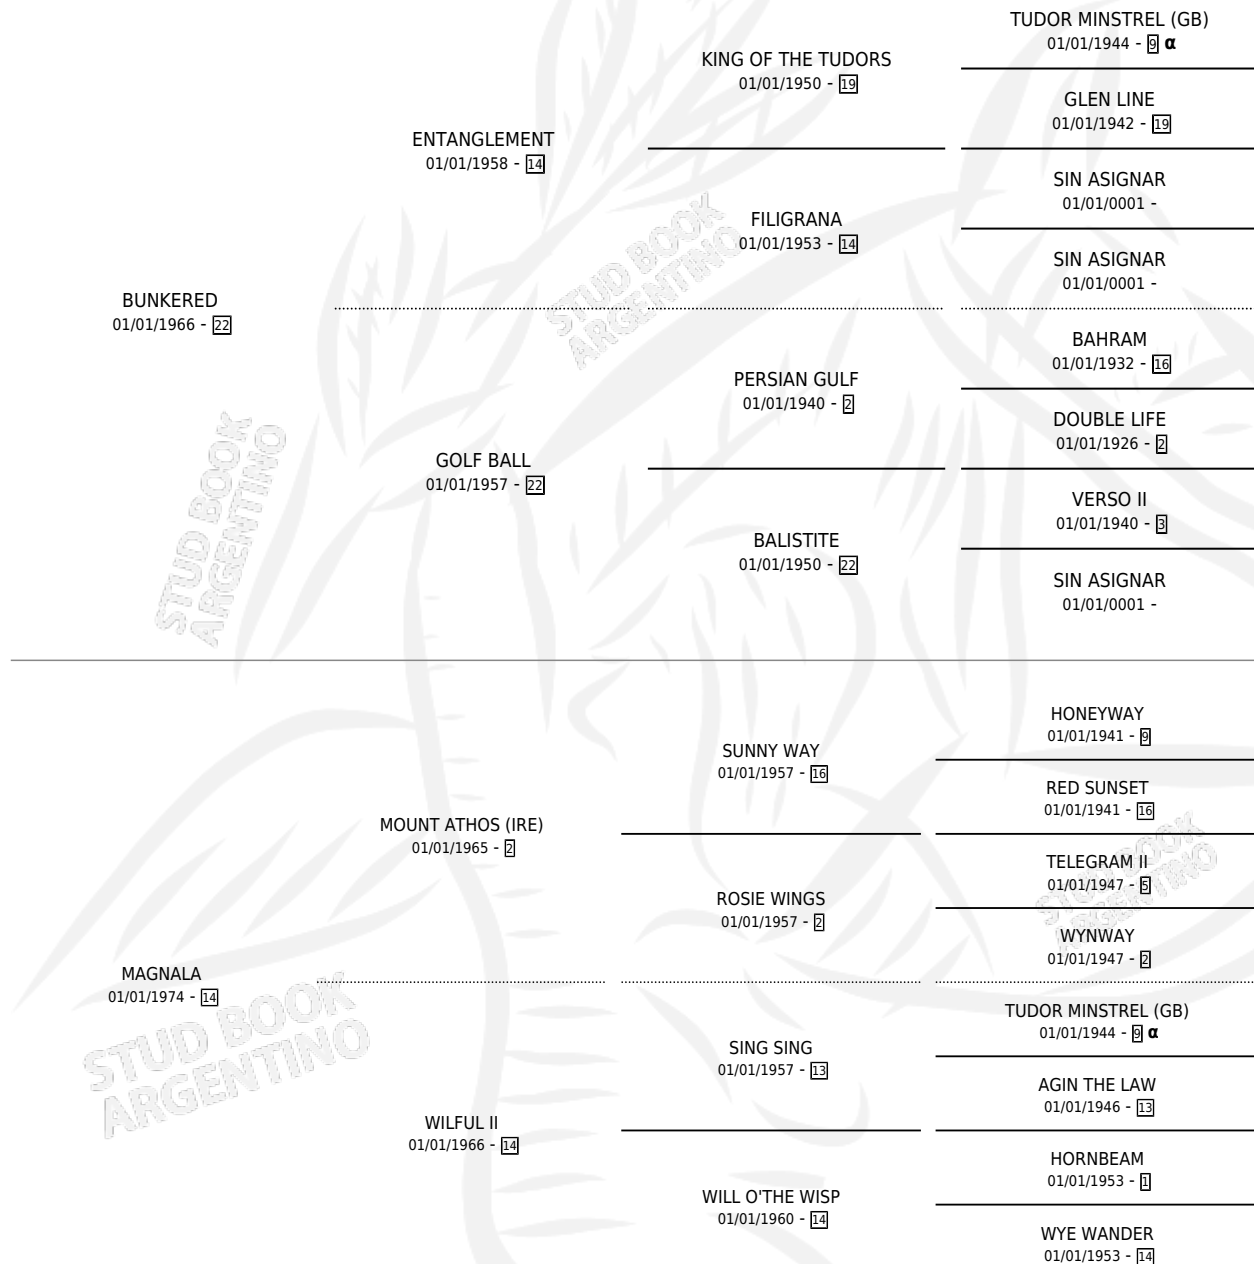 TUDOR MINSTREL (GB)
01/01/1944 - 9 α
KING OF THE TUDORS
01/01/1950 - 19
GLEN LINE
01/01/1942 - 19
ENTANGLEMENT
01/01/1958 - 14
SIN ASIGNAR
01/01/0001 -
FILIGRANA
01/01/1953 - 14
SIN ASIGNAR
01/01/0001 -
BUNKERED
01/01/1966 - 22
BAHRAM
01/01/1932 - 16
PERSIAN GULF
01/01/1940 - 2
DOUBLE LIFE
01/01/1926 - 2
GOLF BALL
01/01/1957 - 22
VERSO II
01/01/1940 - 3
BALISTITE
01/01/1950 - 22
SIN ASIGNAR
01/01/0001 -
HONEYWAY
01/01/1941 - 9
SUNNY WAY
01/01/1957 - 16
RED SUNSET
01/01/1941 - 16
MOUNT ATHOS (IRE)
01/01/1965 - 2
TELEGRAM II
01/01/1947 - 5
ROSIE WINGS
01/01/1957 - 2
WYNWAY
01/01/1947 - 2
MAGNALA
01/01/1974 - 14
TUDOR MINSTREL (GB)
01/01/1944 - 9 α
SING SING
01/01/1957 - 13
AGIN THE LAW
01/01/1946 - 13
WILFUL II
01/01/1966 - 14
HORNBEAM
01/01/1953 - 1
WILL O'THE WISP
01/01/1960 - 14
WYE WANDER
01/01/1953 - 14
STUD BOOK
ARGENTINO
STUD BOOK
ARGENTINO
STUD BOOK
ARGENTINO
STUD BOOK
ARGENTINO